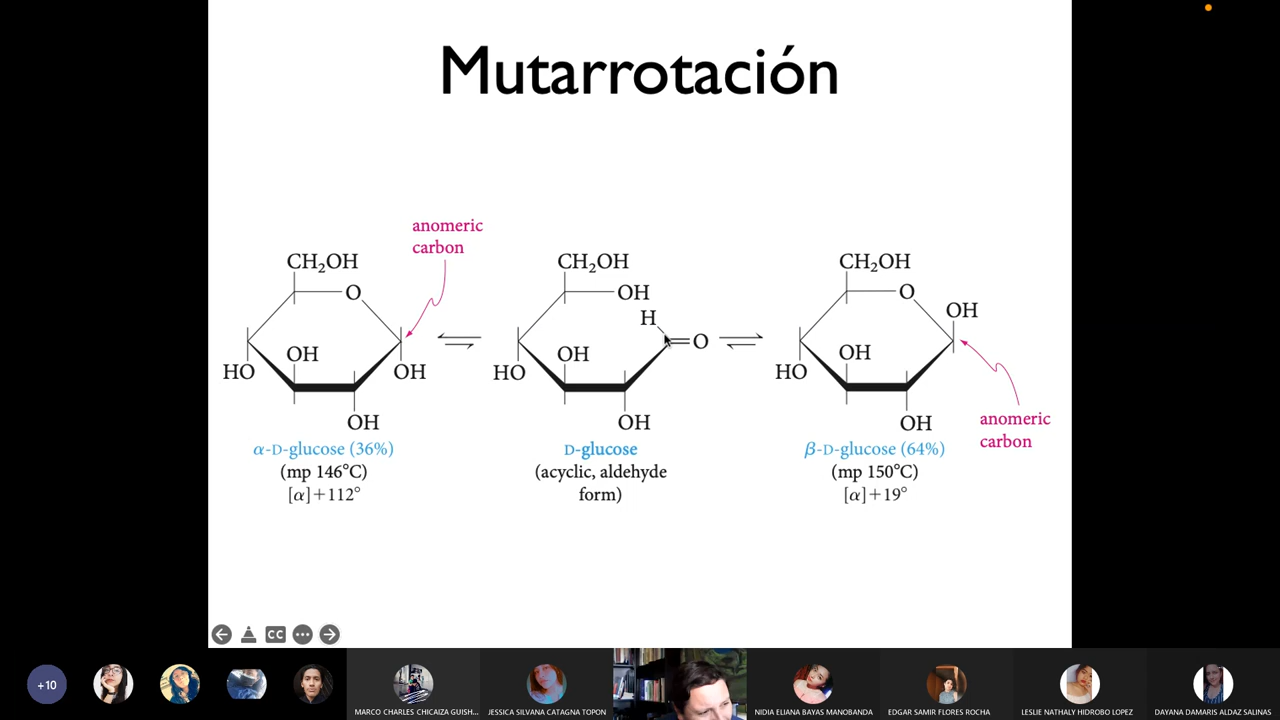 Mutarrotación
anomeric
carbon
CH₂OH
O
OH
HO
OH
OH
α-D-glucose (36%)
(mp 146°C)
[α]+112°
CH₂OH
OH
H
O
OH
HO
OH
D-glucose
(acyclic, aldehyde
form)
CH₂OH
O
OH
OH
HO
OH
anomeric
carbon
β-D-glucose (64%)
(mp 150°C)
[α]+19°
CC
+10
MARCO CHARLES CHICAIZA GUISH...
JESSICA SILVANA CATAGNA TOPON
NIDIA ELIANA BAYAS MANOBANDA
EDGAR SAMIR FLORES ROCHA
LESLIE NATHALY HIDROBO LOPEZ
DAYANA DAMARIS ALDAZ SALINAS